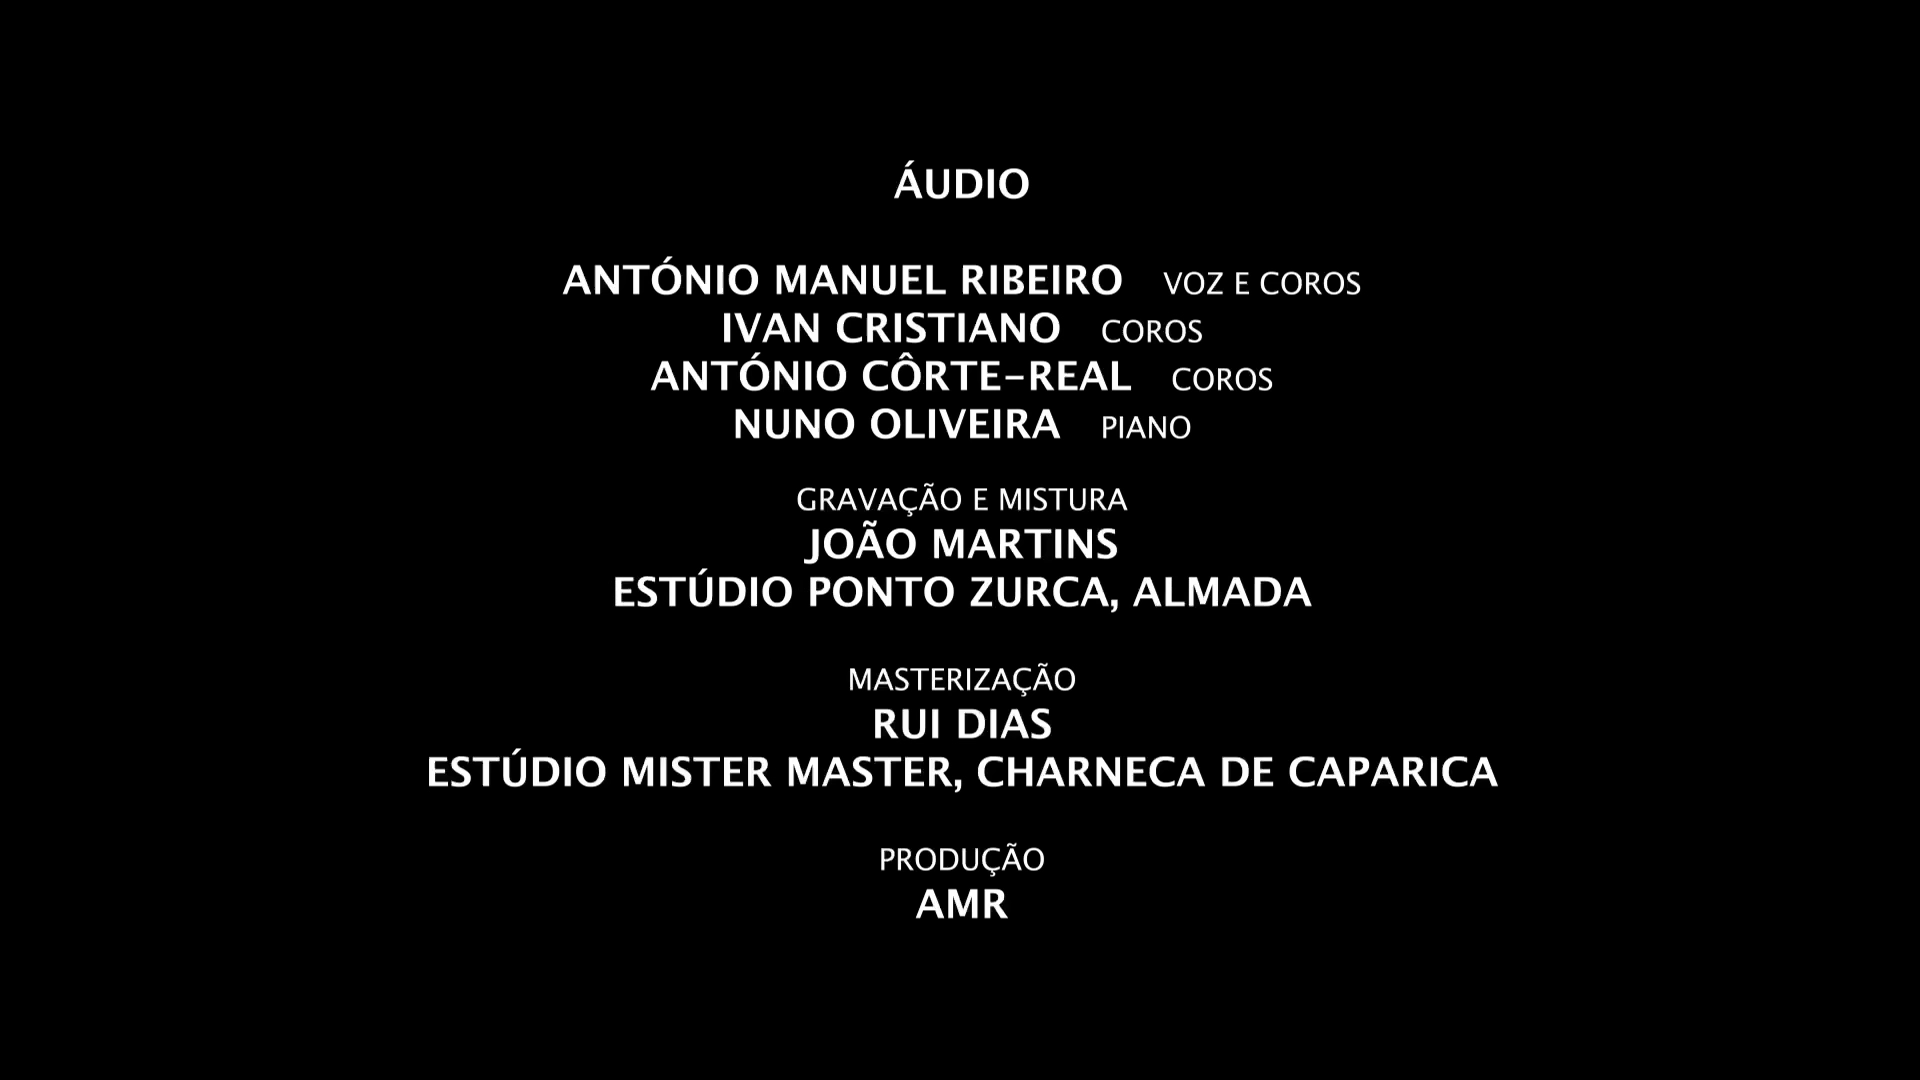 ÁUDIO
ANTÓNIO MANUEL RIBEIRO VOZ E COROS
IVAN CRISTIANO COROS
ANTÓNIO CÔRTE-REAL COROS
NUNO OLIVEIRA PIANO
GRAVAÇÃO E MISTURA
JOÃO MARTINS
ESTÚDIO PONTO ZURCA, ALMADA
MASTERIZAÇÃO
RUI DIAS
ESTÚDIO MISTER MASTER, CHARNECA DE CAPARICA
PRODUÇÃO
AMR